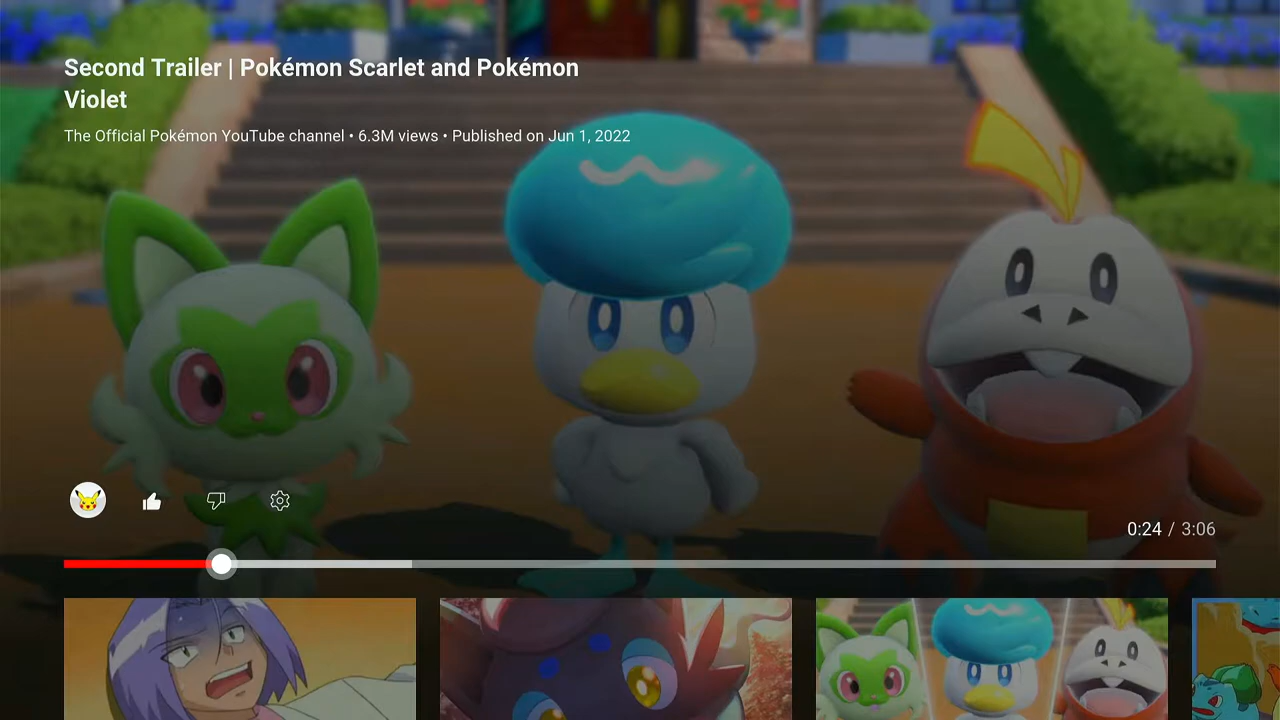 Second Trailer | Pokémon Scarlet and Pokémon
Violet
The Official Pokémon YouTube channel • 6.3M views • Published on Jun 1, 2022
0:24 / 3:06